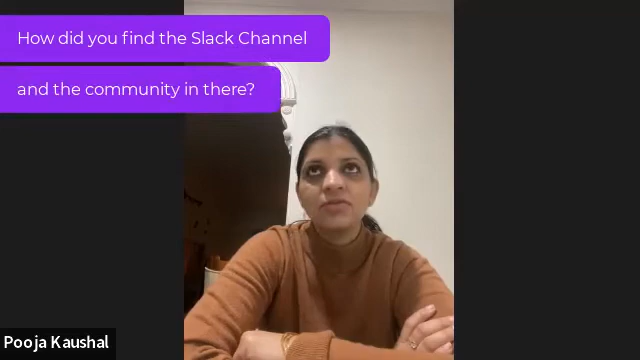 How did you find the Slack Channel
and the community in there?
Pooja Kaushal